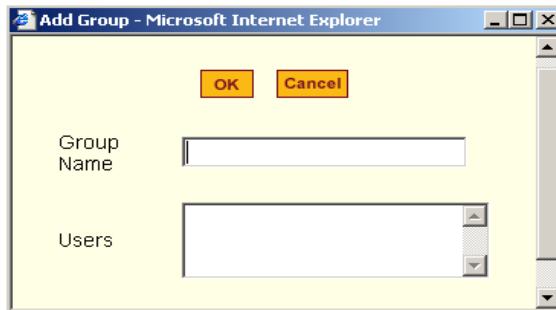 Add Group - Microsoft Internet Explorer
OK Cancel
Group
Name
Users